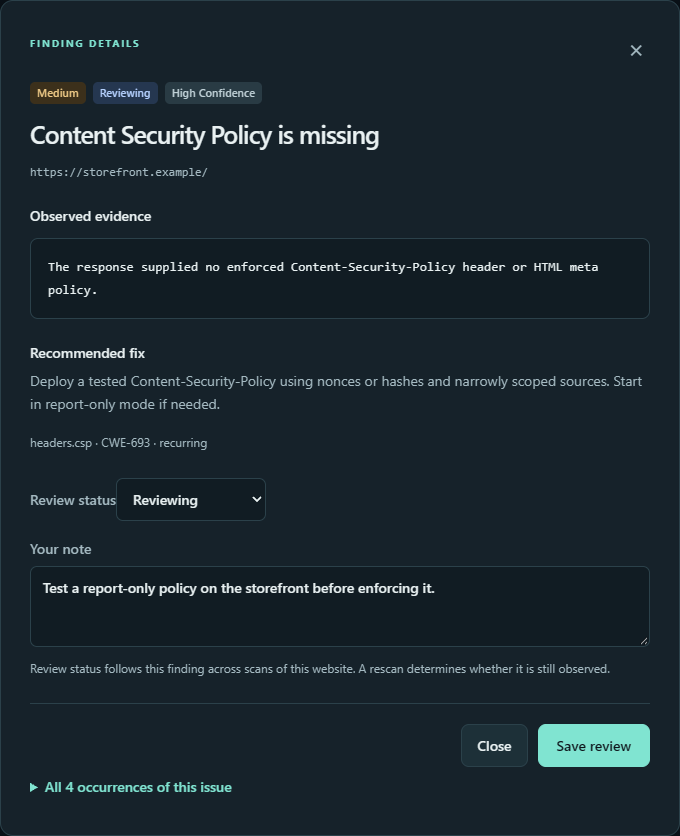 FINDING DETAILS
✕
Medium Reviewing High Confidence
Content Security Policy is missing
https://storefront.example/
Observed evidence
The response supplied no enforced Content-Security-Policy header or HTML meta
policy.
Recommended fix
Deploy a tested Content-Security-Policy using nonces or hashes and narrowly scoped sources. Start
in report-only mode if needed.
headers.csp · CWE-693 · recurring
Review status Reviewing
Your note
Test a report-only policy on the storefront before enforcing it.
Review status follows this finding across scans of this website. A rescan determines whether it is still observed.
Close Save review
▶ All 4 occurrences of this issue